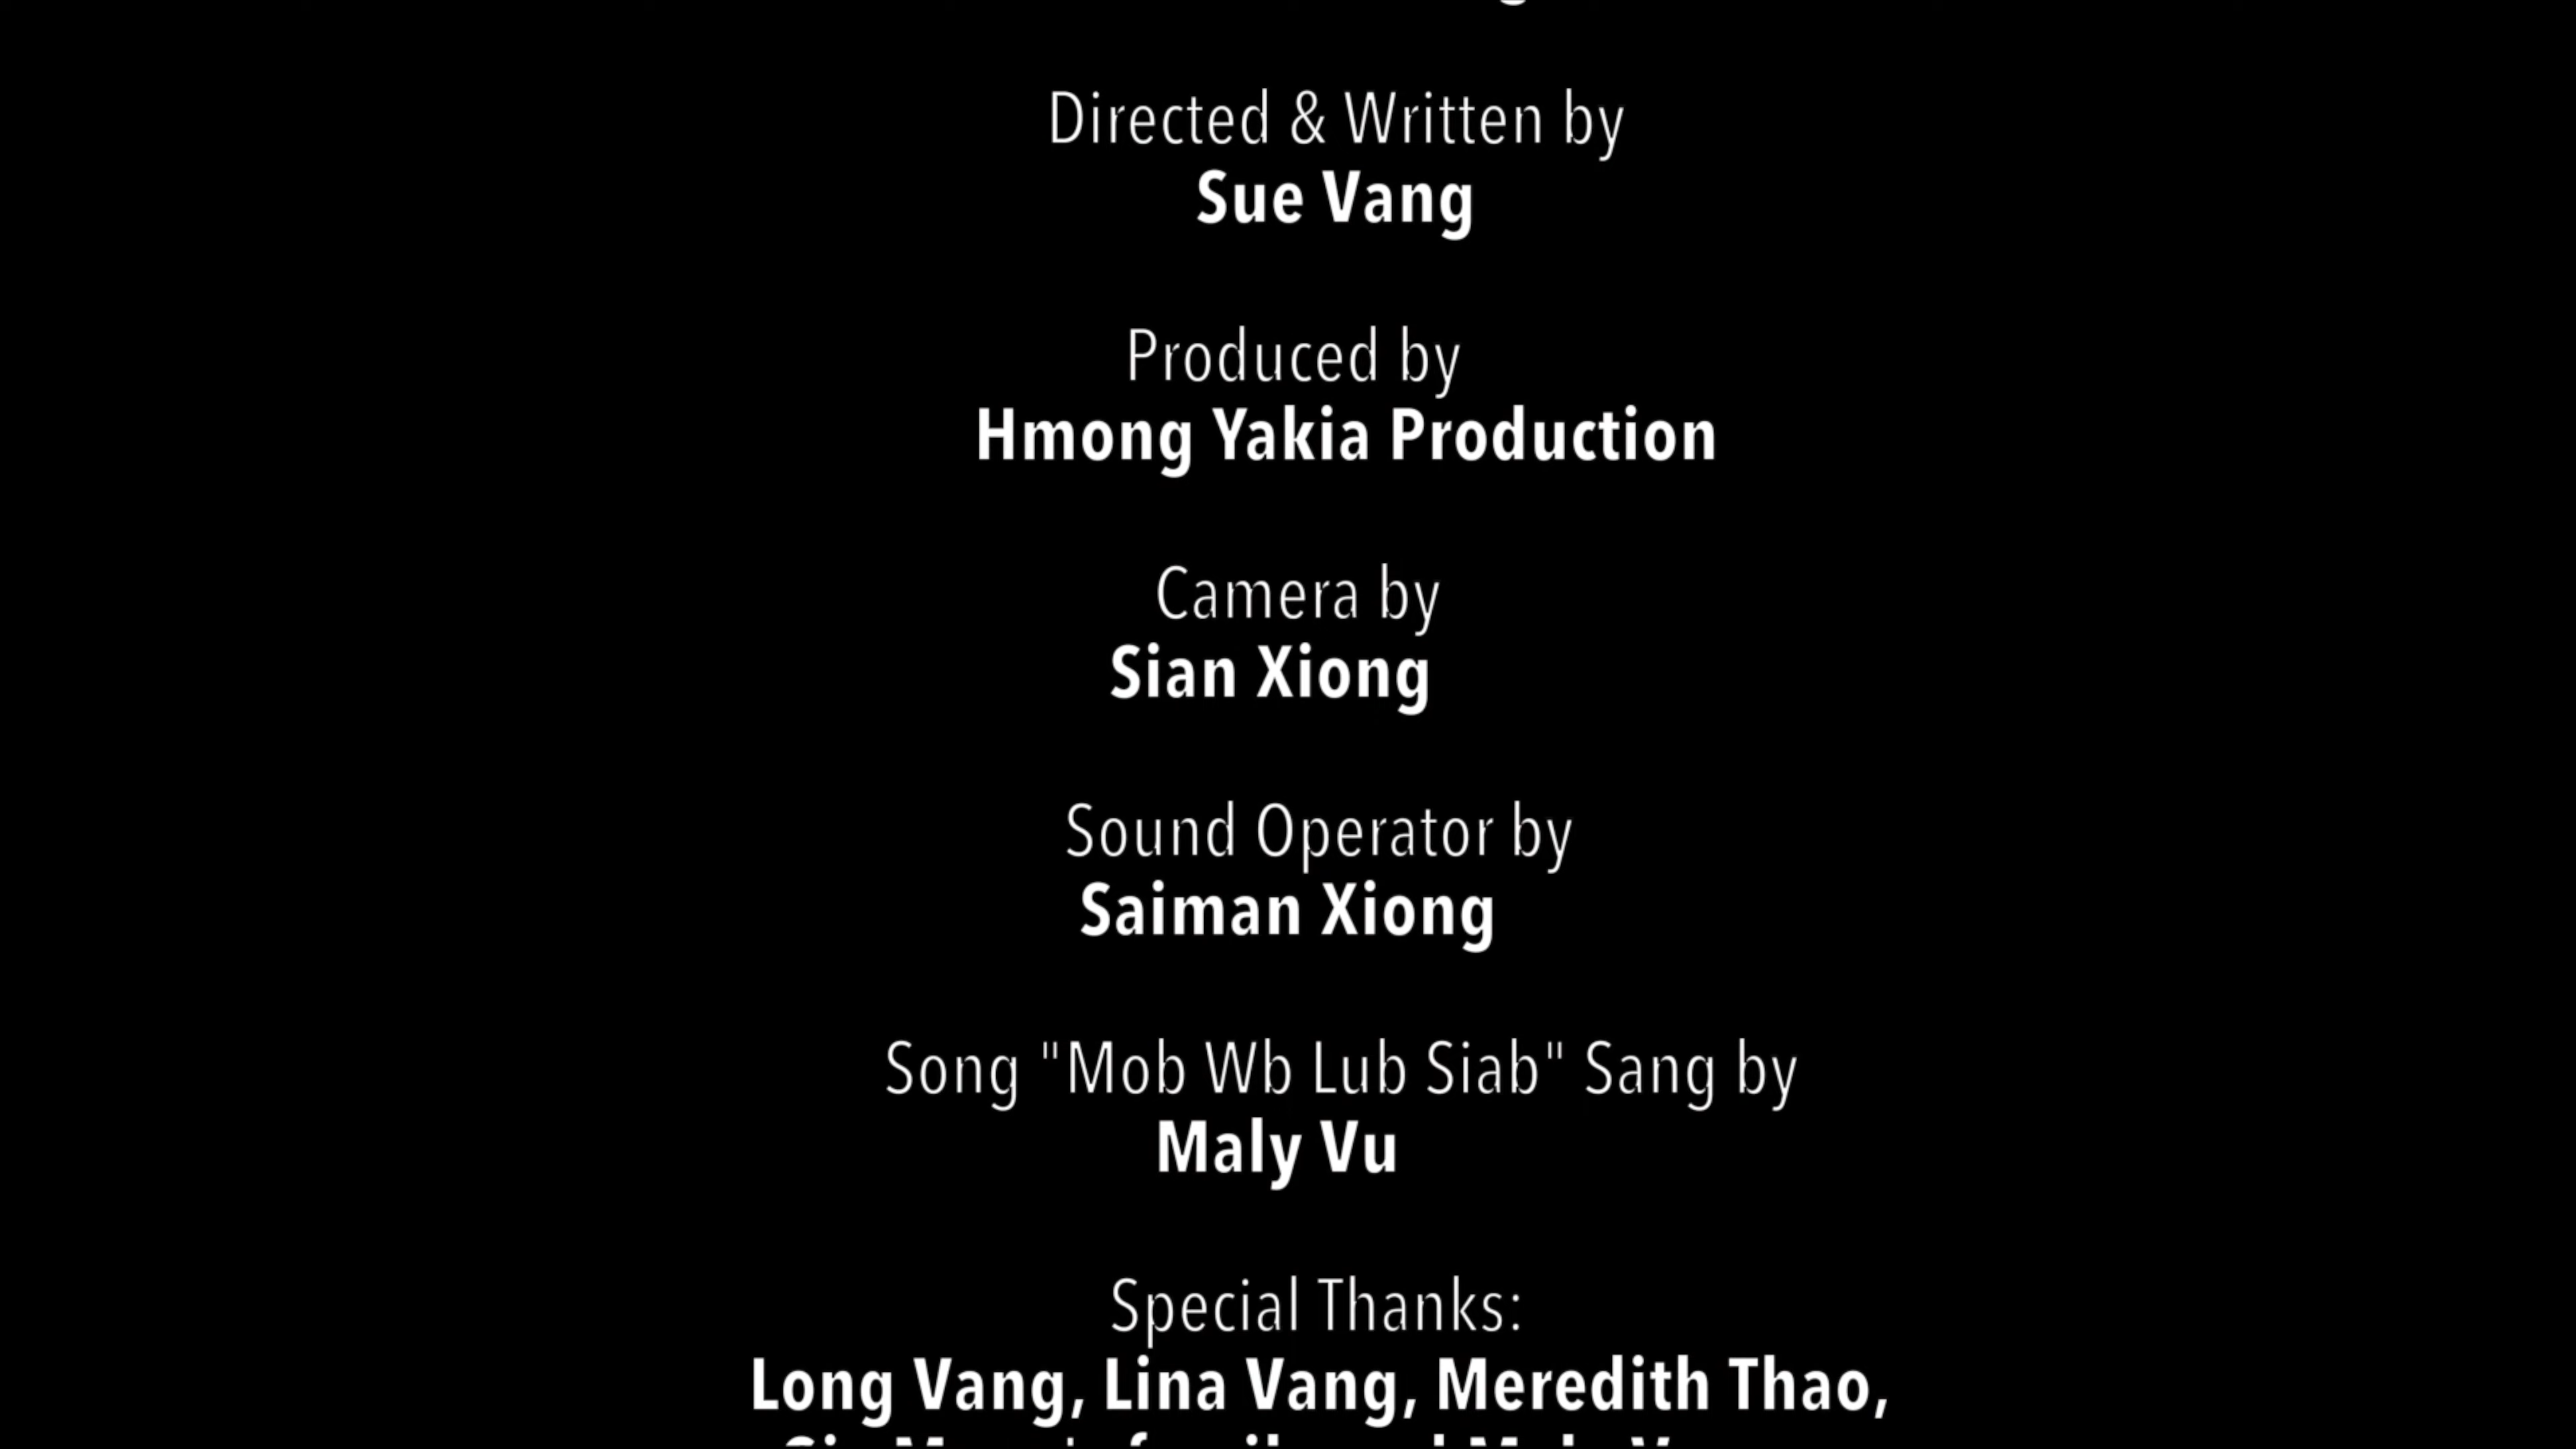 Directed & Written by
Sue Vang
Produced by
Hmong Yakia Production
Camera by
Sian Xiong
Sound Operator by
Saiman Xiong
Song "Mob Wb Lub Siab" Sang by
Maly Vu
Special Thanks:
Long Vang, Lina Vang, Meredith Thao,